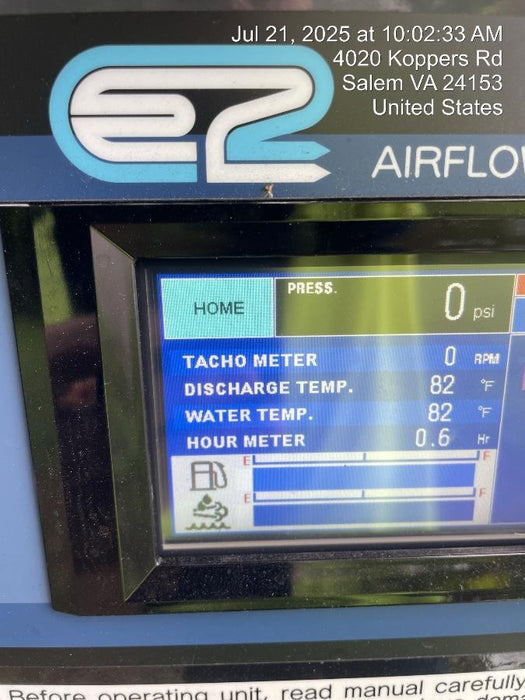 Jul 21, 2025 at 10:02:33 AM
4020 Koppers Rd
Salem VA 24153
United States
e2
AIRFLOW
HOME
PRESS. 0 psi
TACHO METER 0 RPM
DISCHARGE TEMP. 82 °F
WATER TEMP. 82 °F
HOUR METER 0.6 Hr
E F
E F
Before operating unit, read manual carefully